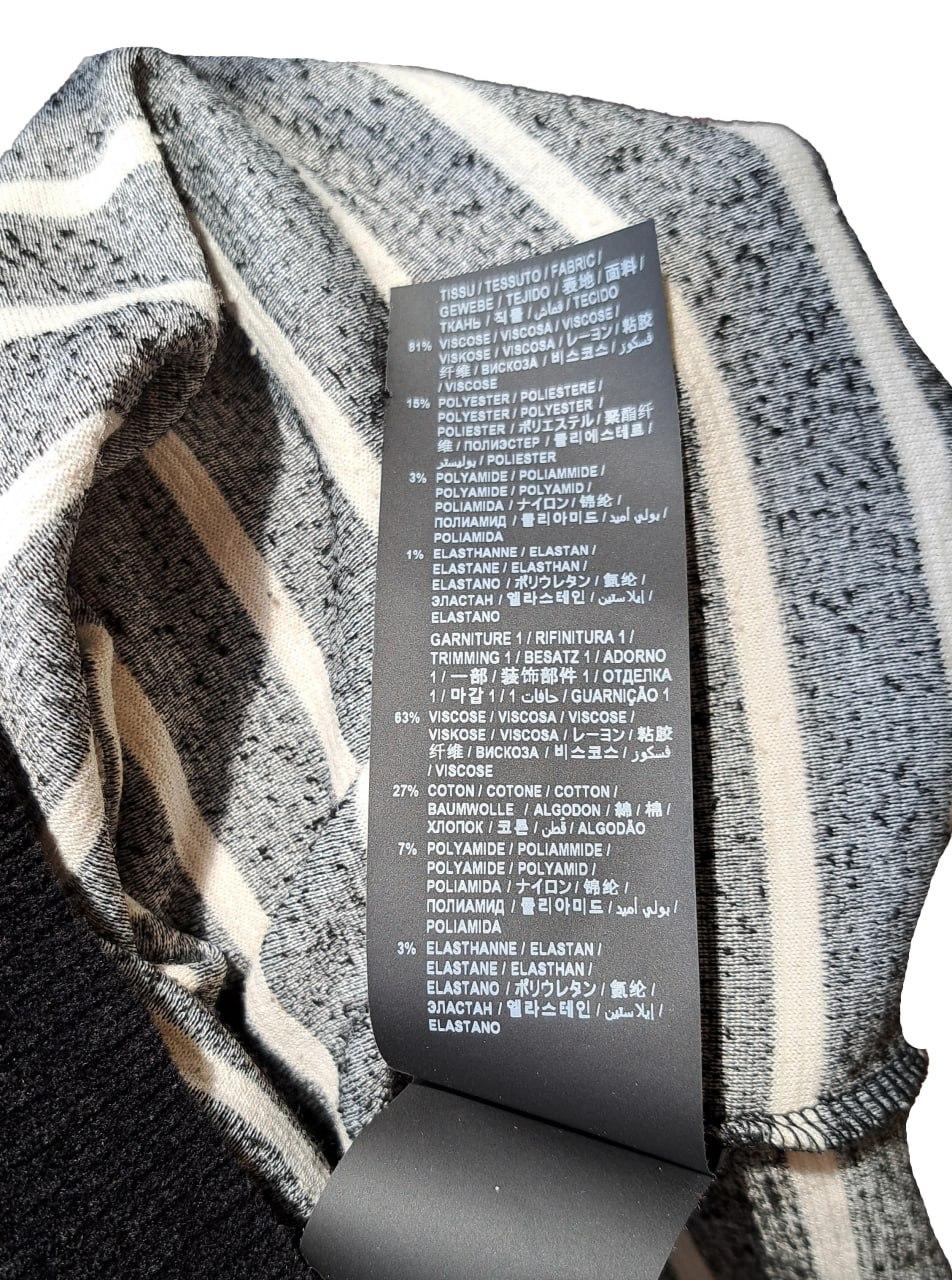 TISSU / TESSUTO / FABRIC /
GEWEBE / TEJIDO / 表地 / 面料 /
ТКАНЬ / 직물 / قماش / TECIDO
81% VISCOSE / VISCOSA / VISCOSE /
VISKOSE / VISCOSA / レーヨン / 粘胶
纤维 / ВИСКОЗА / 비스코스 / فسكوز
/ VISCOSE
15% POLYESTER / POLIESTERE /
POLYESTER / POLYESTER /
POLIESTER / ポリエステル / 聚酯纤
维 / ПОЛИЭСТЕР / 폴리에스테르 /
بوليستر / POLIESTER
3% POLYAMIDE / POLIAMMIDE /
POLYAMIDE / POLYAMID /
POLIAMIDA / ナイロン / 锦纶 /
ПОЛИАМИД / 폴리아미드 / بولي أميد /
POLIAMIDA
1% ELASTHANNE / ELASTAN /
ELASTANE / ELASTHAN /
ELASTANO / ポリウレタン / 氨纶 /
ЭЛАСТАН / 엘라스테인 / إيلاستين /
ELASTANO
GARNITURE 1 / RIFINITURA 1 /
TRIMMING 1 / BESATZ 1 / ADORNO
1 / 一部 / 装饰部件 1 / ОТДЕЛКА
1 / 마감 1 / حافات 1 / GUARNIÇÃO 1
63% VISCOSE / VISCOSA / VISCOSE /
VISKOSE / VISCOSA / レーヨン / 粘胶
纤维 / ВИСКОЗА / 비스코스 / فسكوز
/ VISCOSE
27% COTON / COTONE / COTTON /
BAUMWOLLE / ALGODON / 綿 / 棉 /
ХЛОПОК / 코튼 / قطن / ALGODÃO
7% POLYAMIDE / POLIAMMIDE /
POLYAMIDE / POLYAMID /
POLIAMIDA / ナイロン / 锦纶 /
ПОЛИАМИД / 폴리아미드 / بولي أميد /
POLIAMIDA
3% ELASTHANNE / ELASTAN /
ELASTANE / ELASTHAN /
ELASTANO / ポリウレタン / 氨纶 /
ЭЛАСТАН / 엘라스테인 / إيلاستين /
ELASTANO